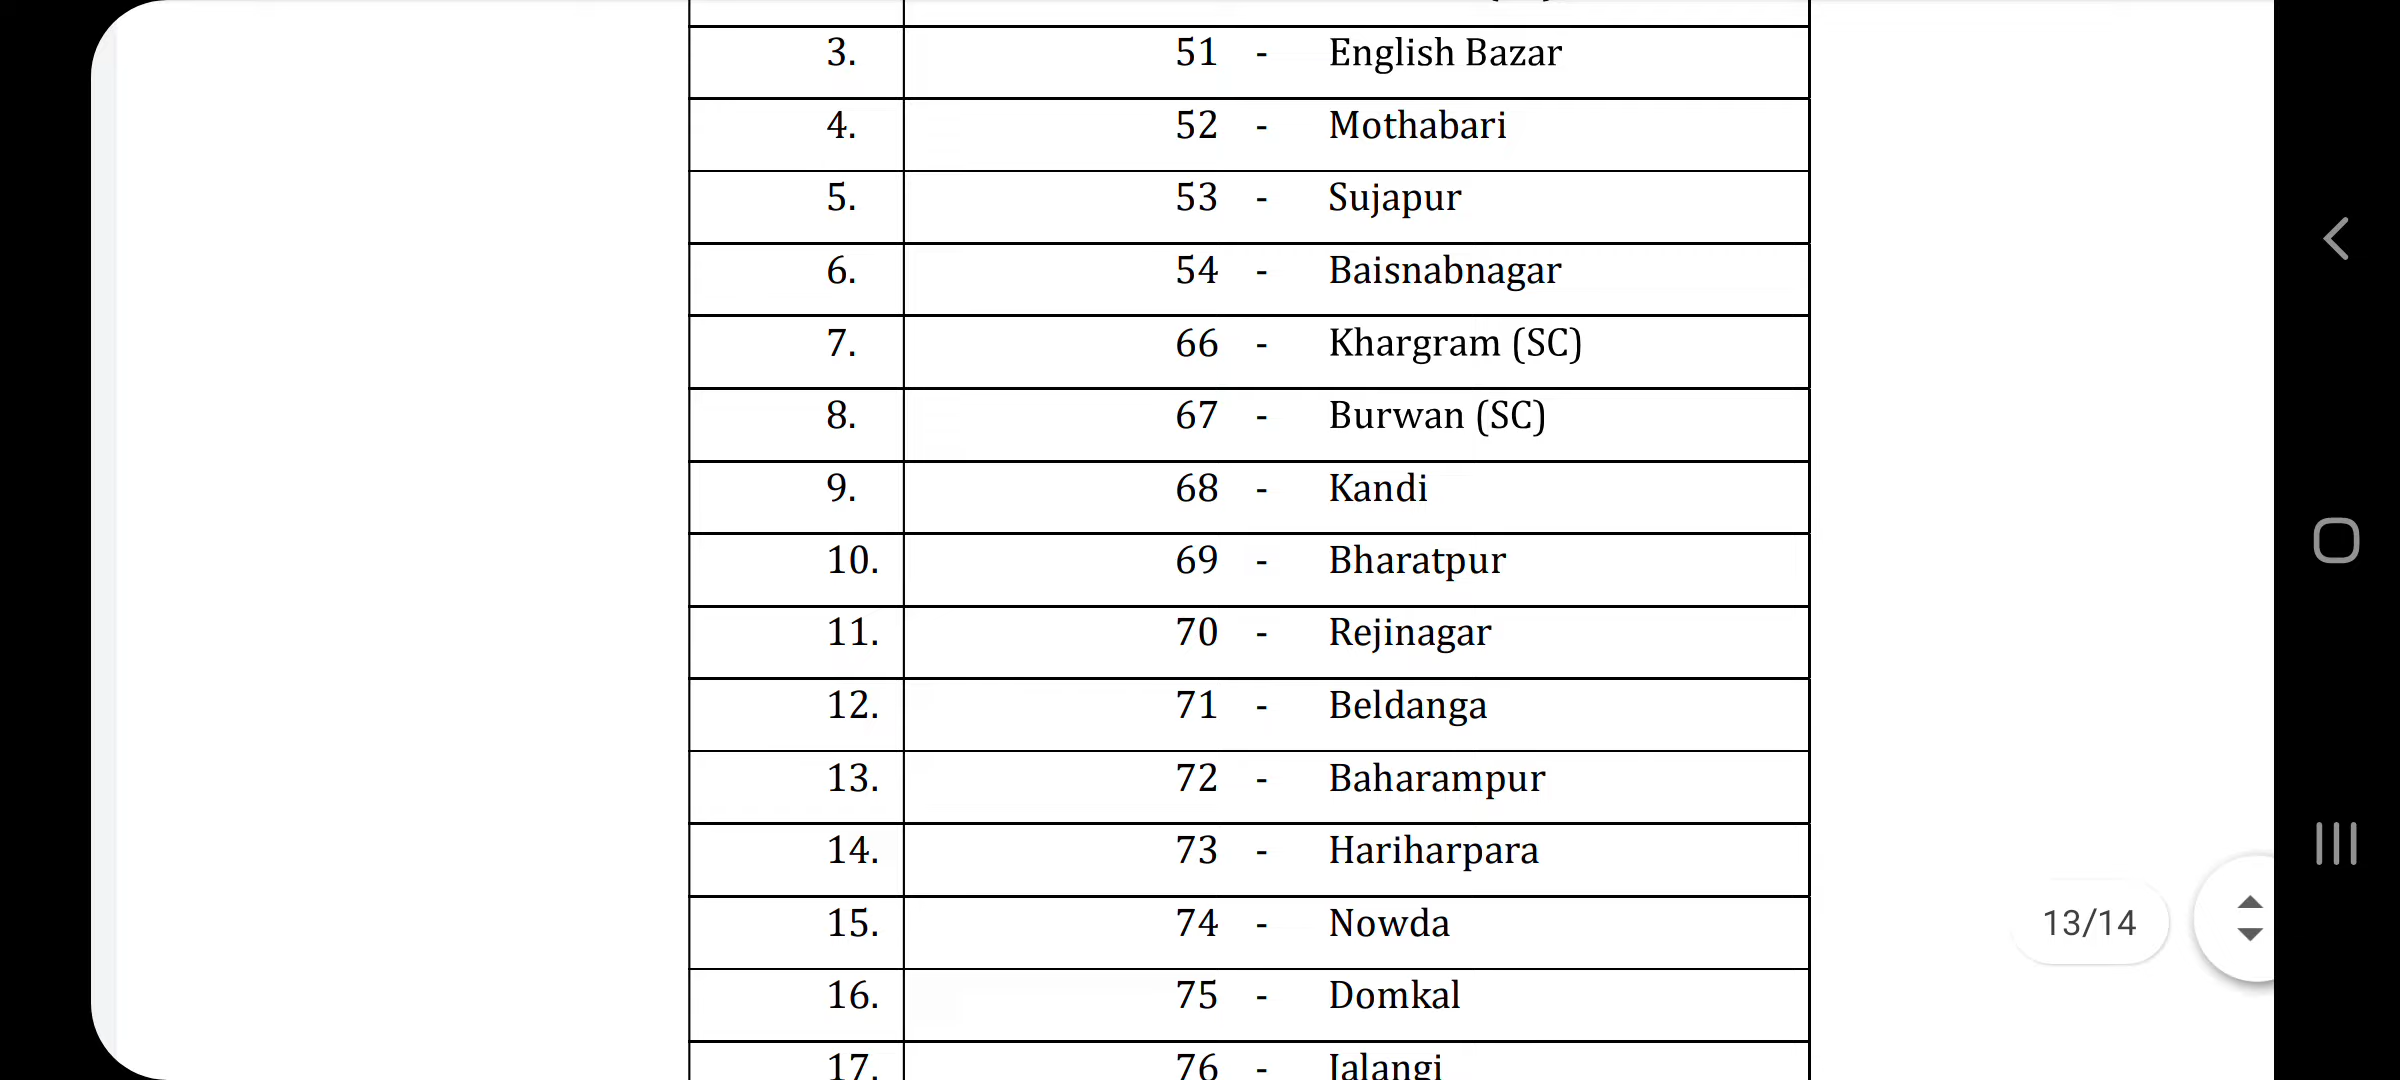 3. 51 - English Bazar
4. 52 - Mothabari
5. 53 - Sujapur
6. 54 - Baisnabnagar
7. 66 - Khargram (SC)
8. 67 - Burwan (SC)
9. 68 - Kandi
10. 69 - Bharatpur
11. 70 - Rejinagar
12. 71 - Beldanga
13. 72 - Baharampur
14. 73 - Hariharpara
15. 74 - Nowda
16. 75 - Domkal
17. 76 - Jalangi
13/14